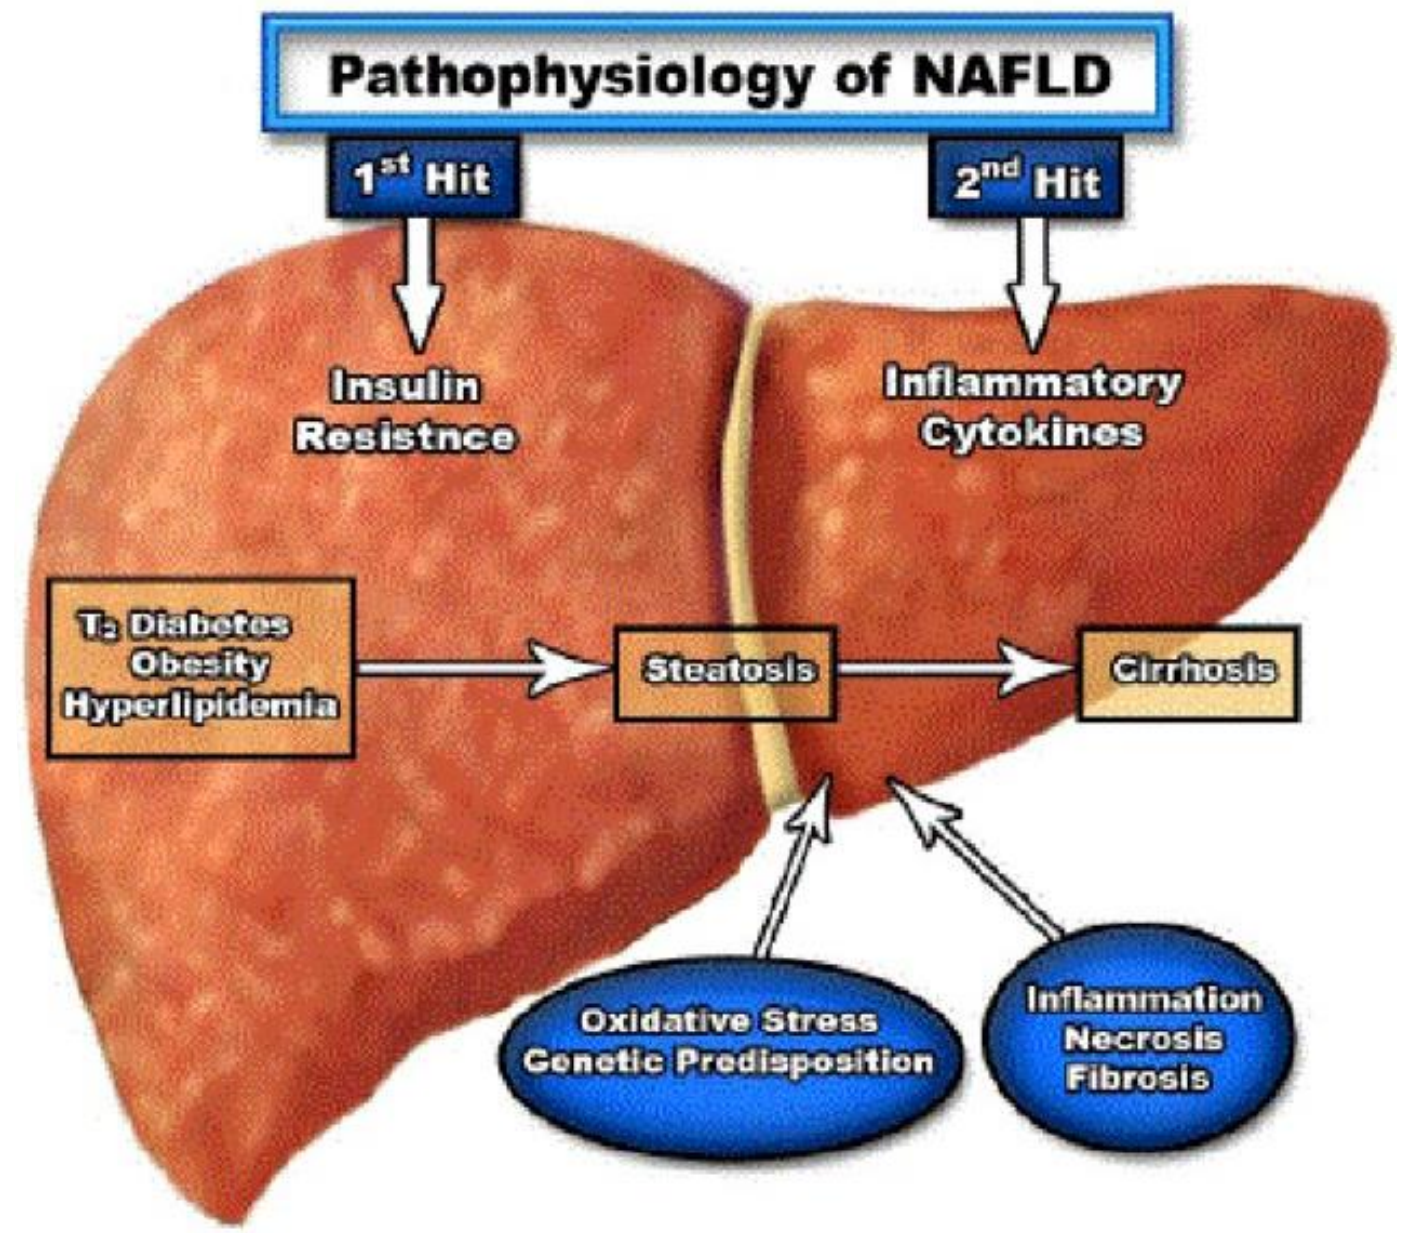 Pathophysiology of NAFLD
1st Hit
2nd Hit
Insulin
Resistnce
Inflammatory
Cytokines
T2 Diabetes
Obesity
Hyperlipidemia
Steatosis
Cirrhosis
Oxidative Stress
Genetic Predisposition
Inflammation
Necrosis
Fibrosis